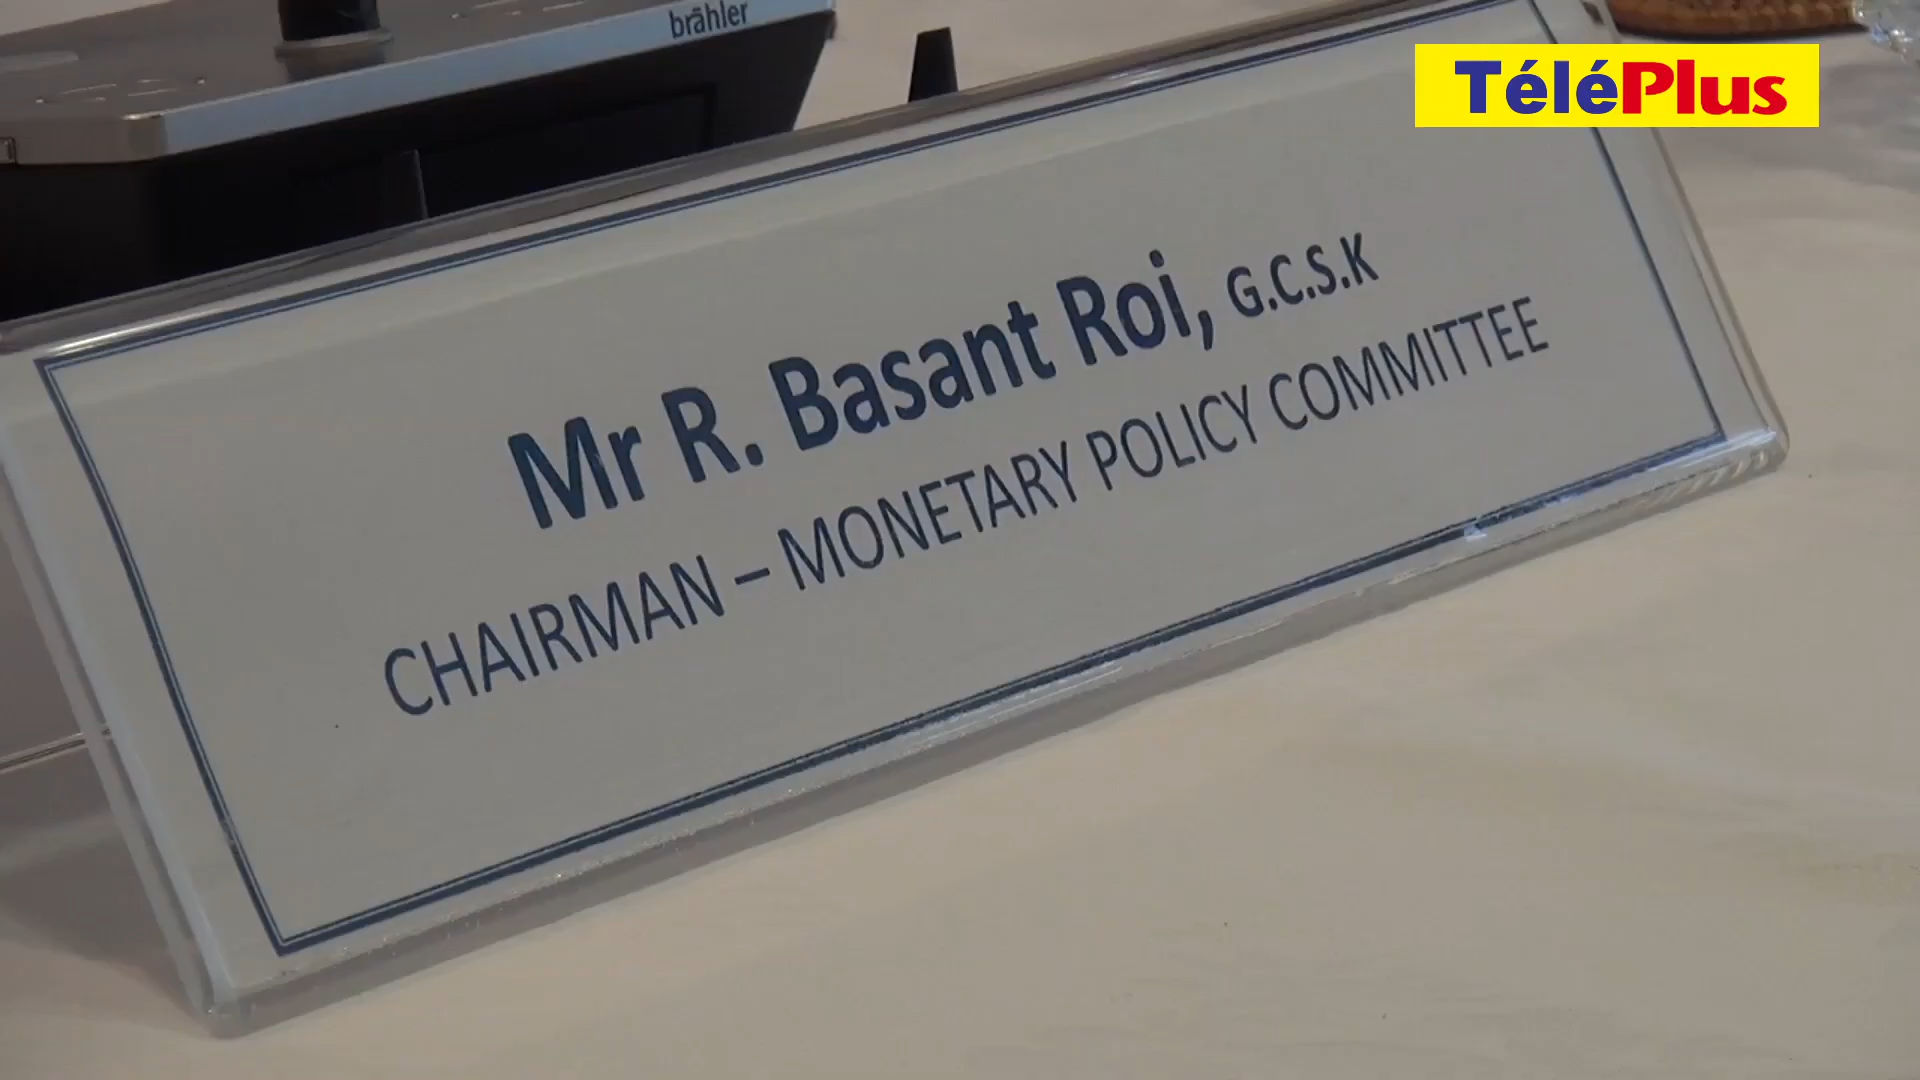 brähler
TéléPlus
Mr R. Basant Roi, G.C.S.K
CHAIRMAN – MONETARY POLICY COMMITTEE